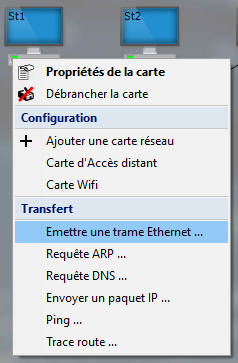 St1
St2
Propriétés de la carte
Débrancher la carte
Configuration
Ajouter une carte réseau
Carte d'Accès distant
Carte Wifi
Transfert
Emettre une trame Ethernet ...
Requête ARP ...
Requête DNS ...
Envoyer un paquet IP ...
Ping ...
Trace route ...